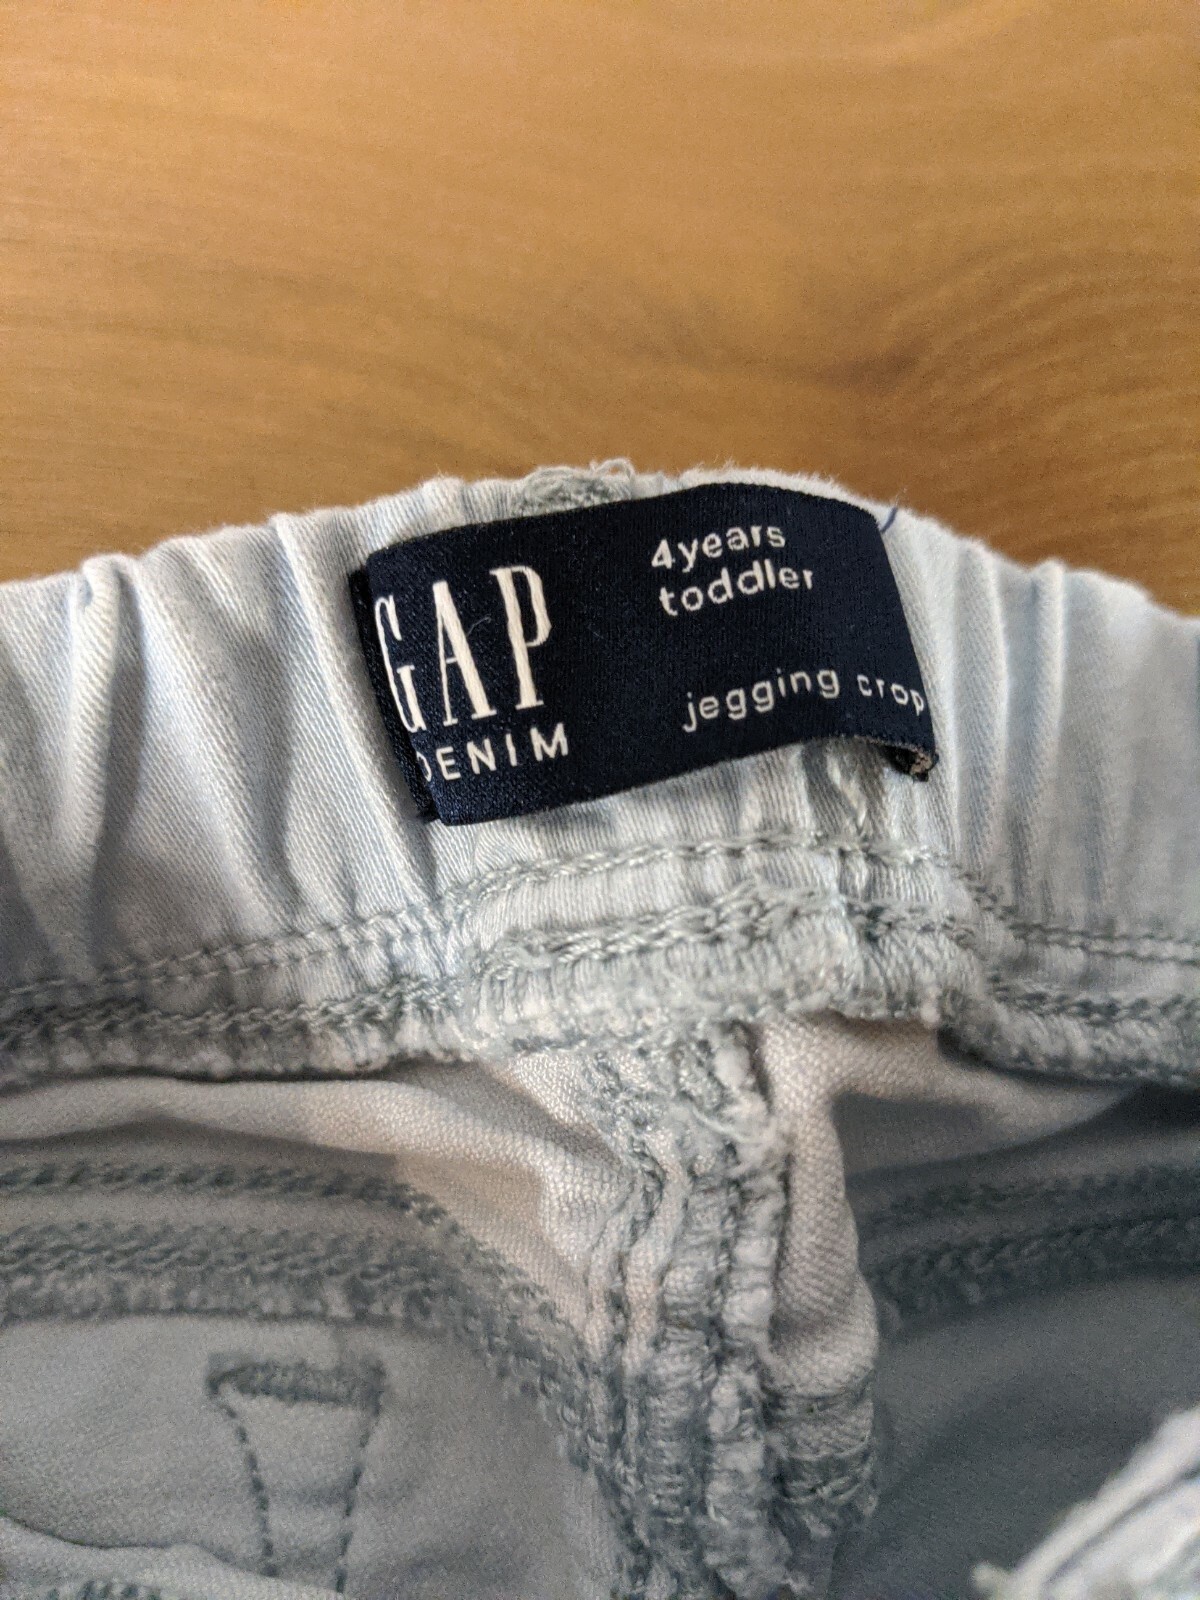 GAP
DENIM
4years
toddler
jegging crop